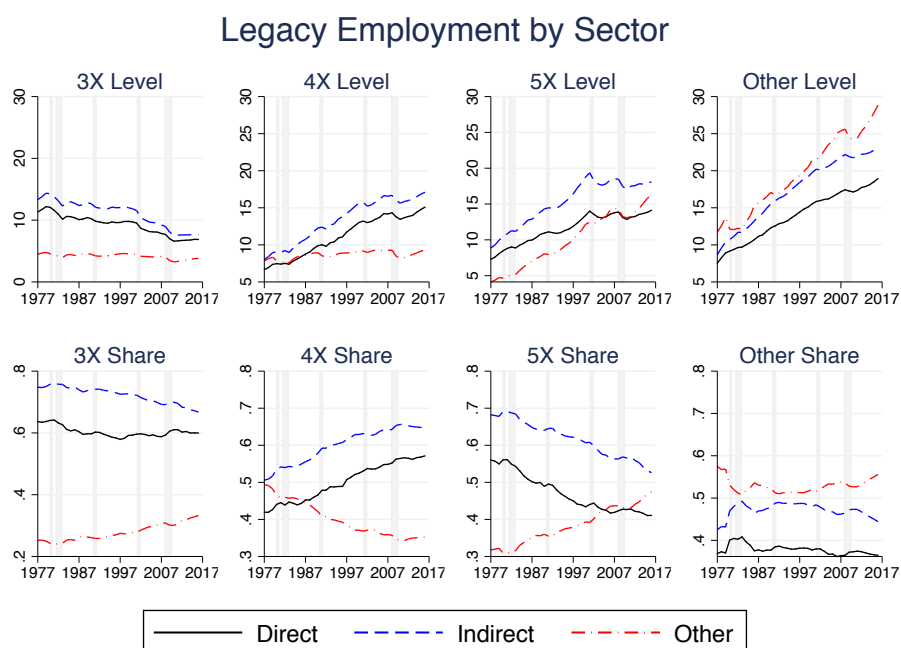 Legacy Employment by Sector
3X Level
4X Level
5X Level
Other Level
30
20
10
0
1977 1987 1997 2007 2017
30
25
20
15
10
5
1977 1987 1997 2007 2017
30
25
20
15
10
5
1977 1987 1997 2007 2017
30
25
20
15
10
5
1977 1987 1997 2007 2017
3X Share
4X Share
5X Share
Other Share
.8
.6
.4
.2
1977 1987 1997 2007 2017
.8
.7
.6
.5
.4
.3
1977 1987 1997 2007 2017
.8
.7
.6
.5
.4
.3
1977 1987 1997 2007 2017
.8
.7
.6
.5
.4
1977 1987 1997 2007 2017
Direct Indirect Other